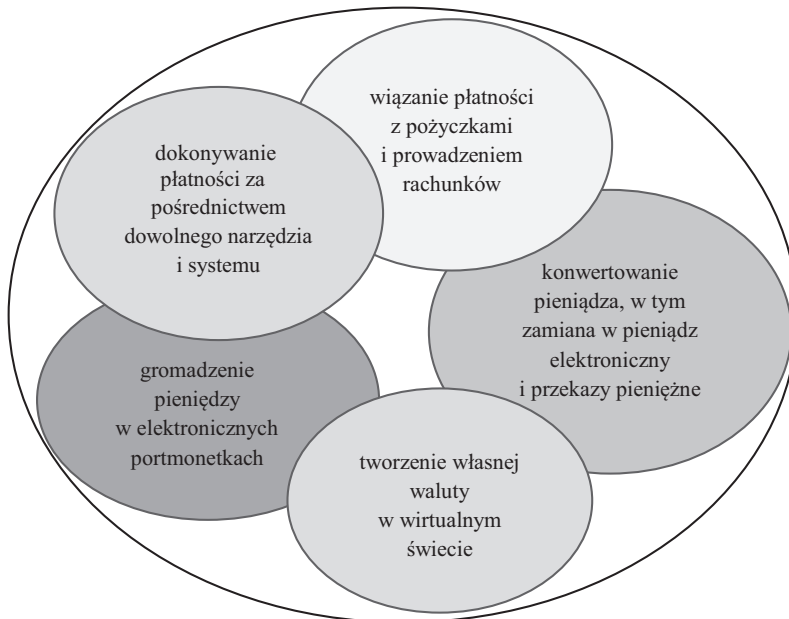 wiązanie płatności
z pożyczkami
i prowadzeniem
rachunków
dokonywanie
płatności za
pośrednictwem
dowolnego narzędzia
i systemu
konwertowanie
pieniądza, w tym
zamiana w pieniądz
elektroniczny
i przekazy pieniężne
gromadzenie
pieniędzy
w elektronicznych
portmonetkach
tworzenie własnej
waluty
w wirtualnym
świecie